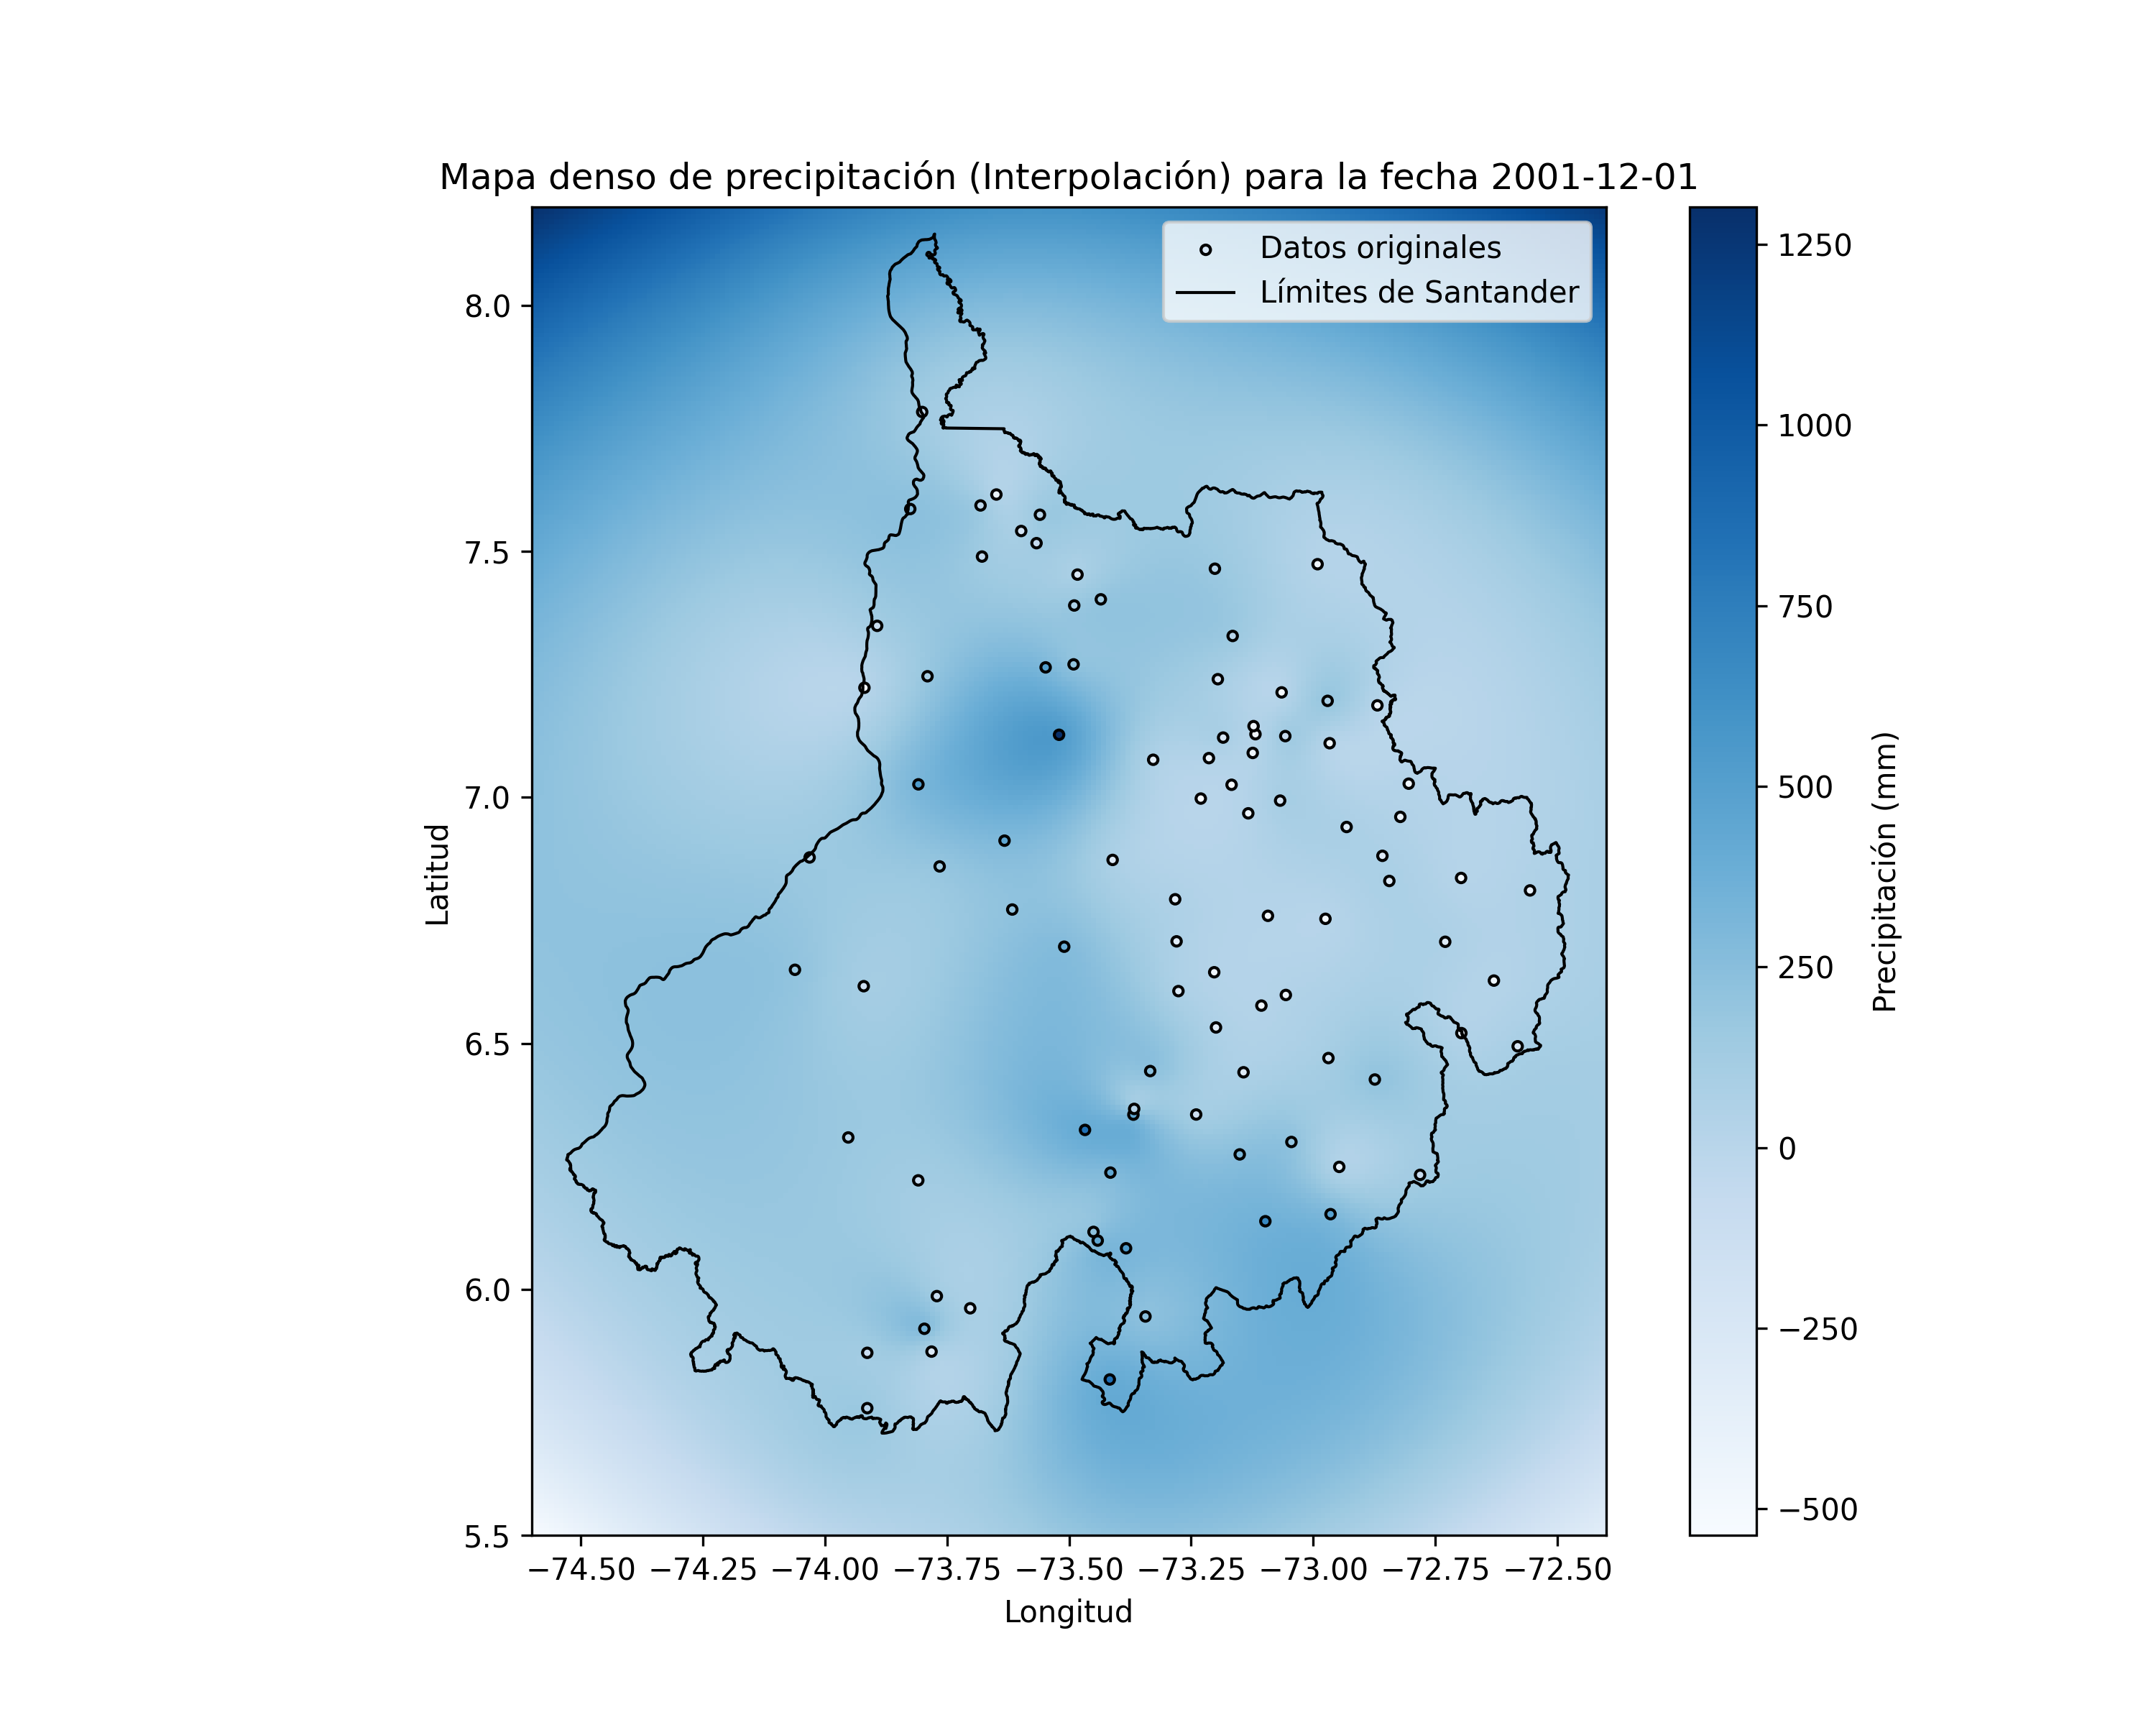 Mapa denso de precipitación (Interpolación) para la fecha 2001-12-01
Datos originales
Límites de Santander
8.0
7.5
7.0
6.5
6.0
5.5
Latitud
−74.50 −74.25 −74.00 −73.75 −73.50 −73.25 −73.00 −72.75 −72.50
Longitud
1250
1000
750
500
250
0
−250
−500
Precipitación (mm)